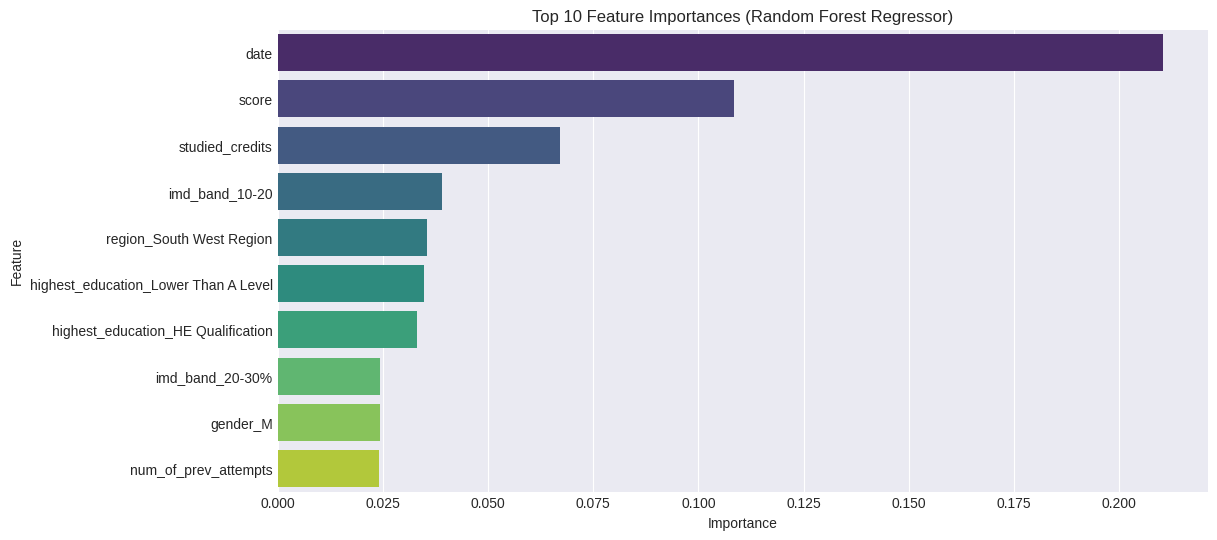 Top 10 Feature Importances (Random Forest Regressor)
Feature
date
score
studied_credits
imd_band_10-20
region_South West Region
highest_education_Lower Than A Level
highest_education_HE Qualification
imd_band_20-30%
gender_M
num_of_prev_attempts
0.000 0.025 0.050 0.075 0.100 0.125 0.150 0.175 0.200
Importance